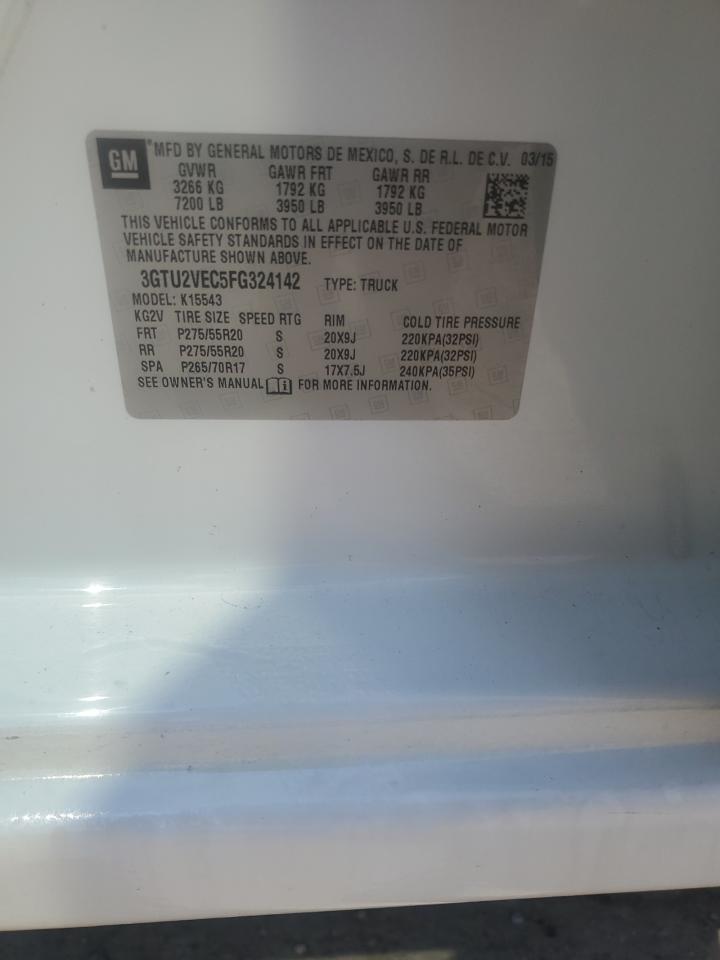 GM *MFD BY GENERAL MOTORS DE MEXICO, S. DE R.L. DE C.V. 03/15
GVWR GAWR FRT GAWR RR
3266 KG 1792 KG 1792 KG
7200 LB 3950 LB 3950 LB
THIS VEHICLE CONFORMS TO ALL APPLICABLE U.S. FEDERAL MOTOR
VEHICLE SAFETY STANDARDS IN EFFECT ON THE DATE OF
MANUFACTURE SHOWN ABOVE.
3GTU2VEC5FG324142 TYPE: TRUCK
MODEL: K15543
KG2V TIRE SIZE SPEED RTG RIM COLD TIRE PRESSURE
FRT P275/55R20 S 20X9J 220KPA(32PSI)
RR P275/55R20 S 20X9J 220KPA(32PSI)
SPA P265/70R17 S 17X7.5J 240KPA(35PSI)
SEE OWNER'S MANUAL FOR MORE INFORMATION.